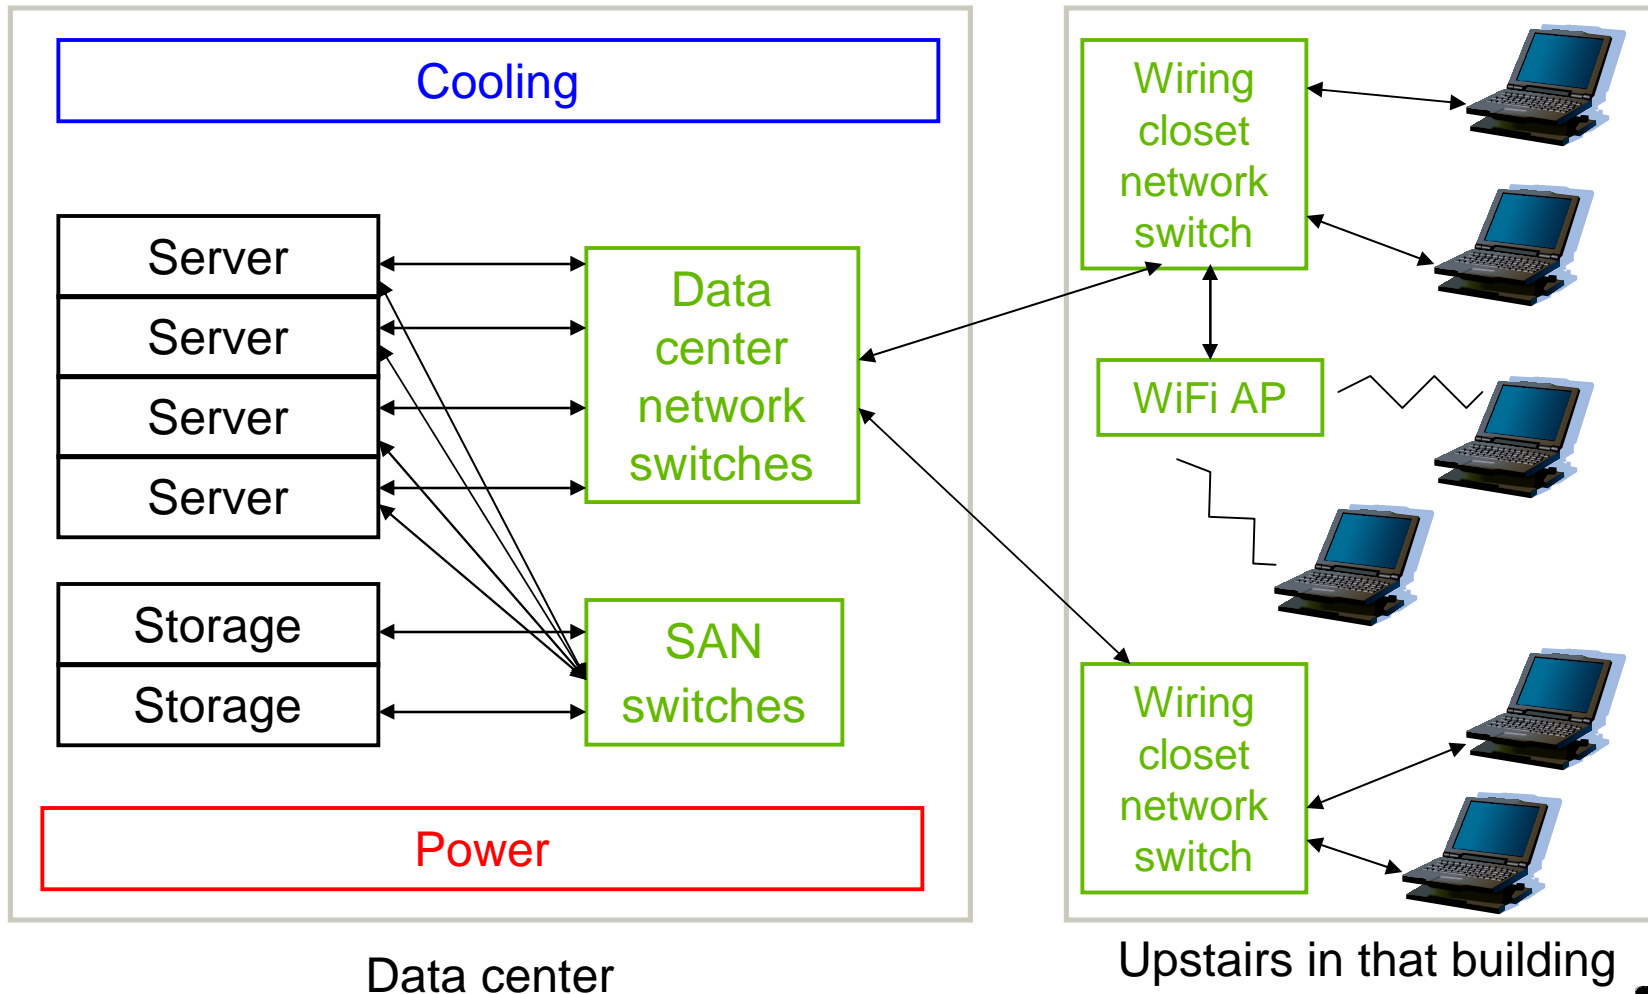 Cooling
Server
Server
Server
Server
Data
center
network
switches
Storage
Storage
SAN
switches
Power
Data center
Wiring
closet
network
switch
WiFi AP
Wiring
closet
network
switch
Upstairs in that building